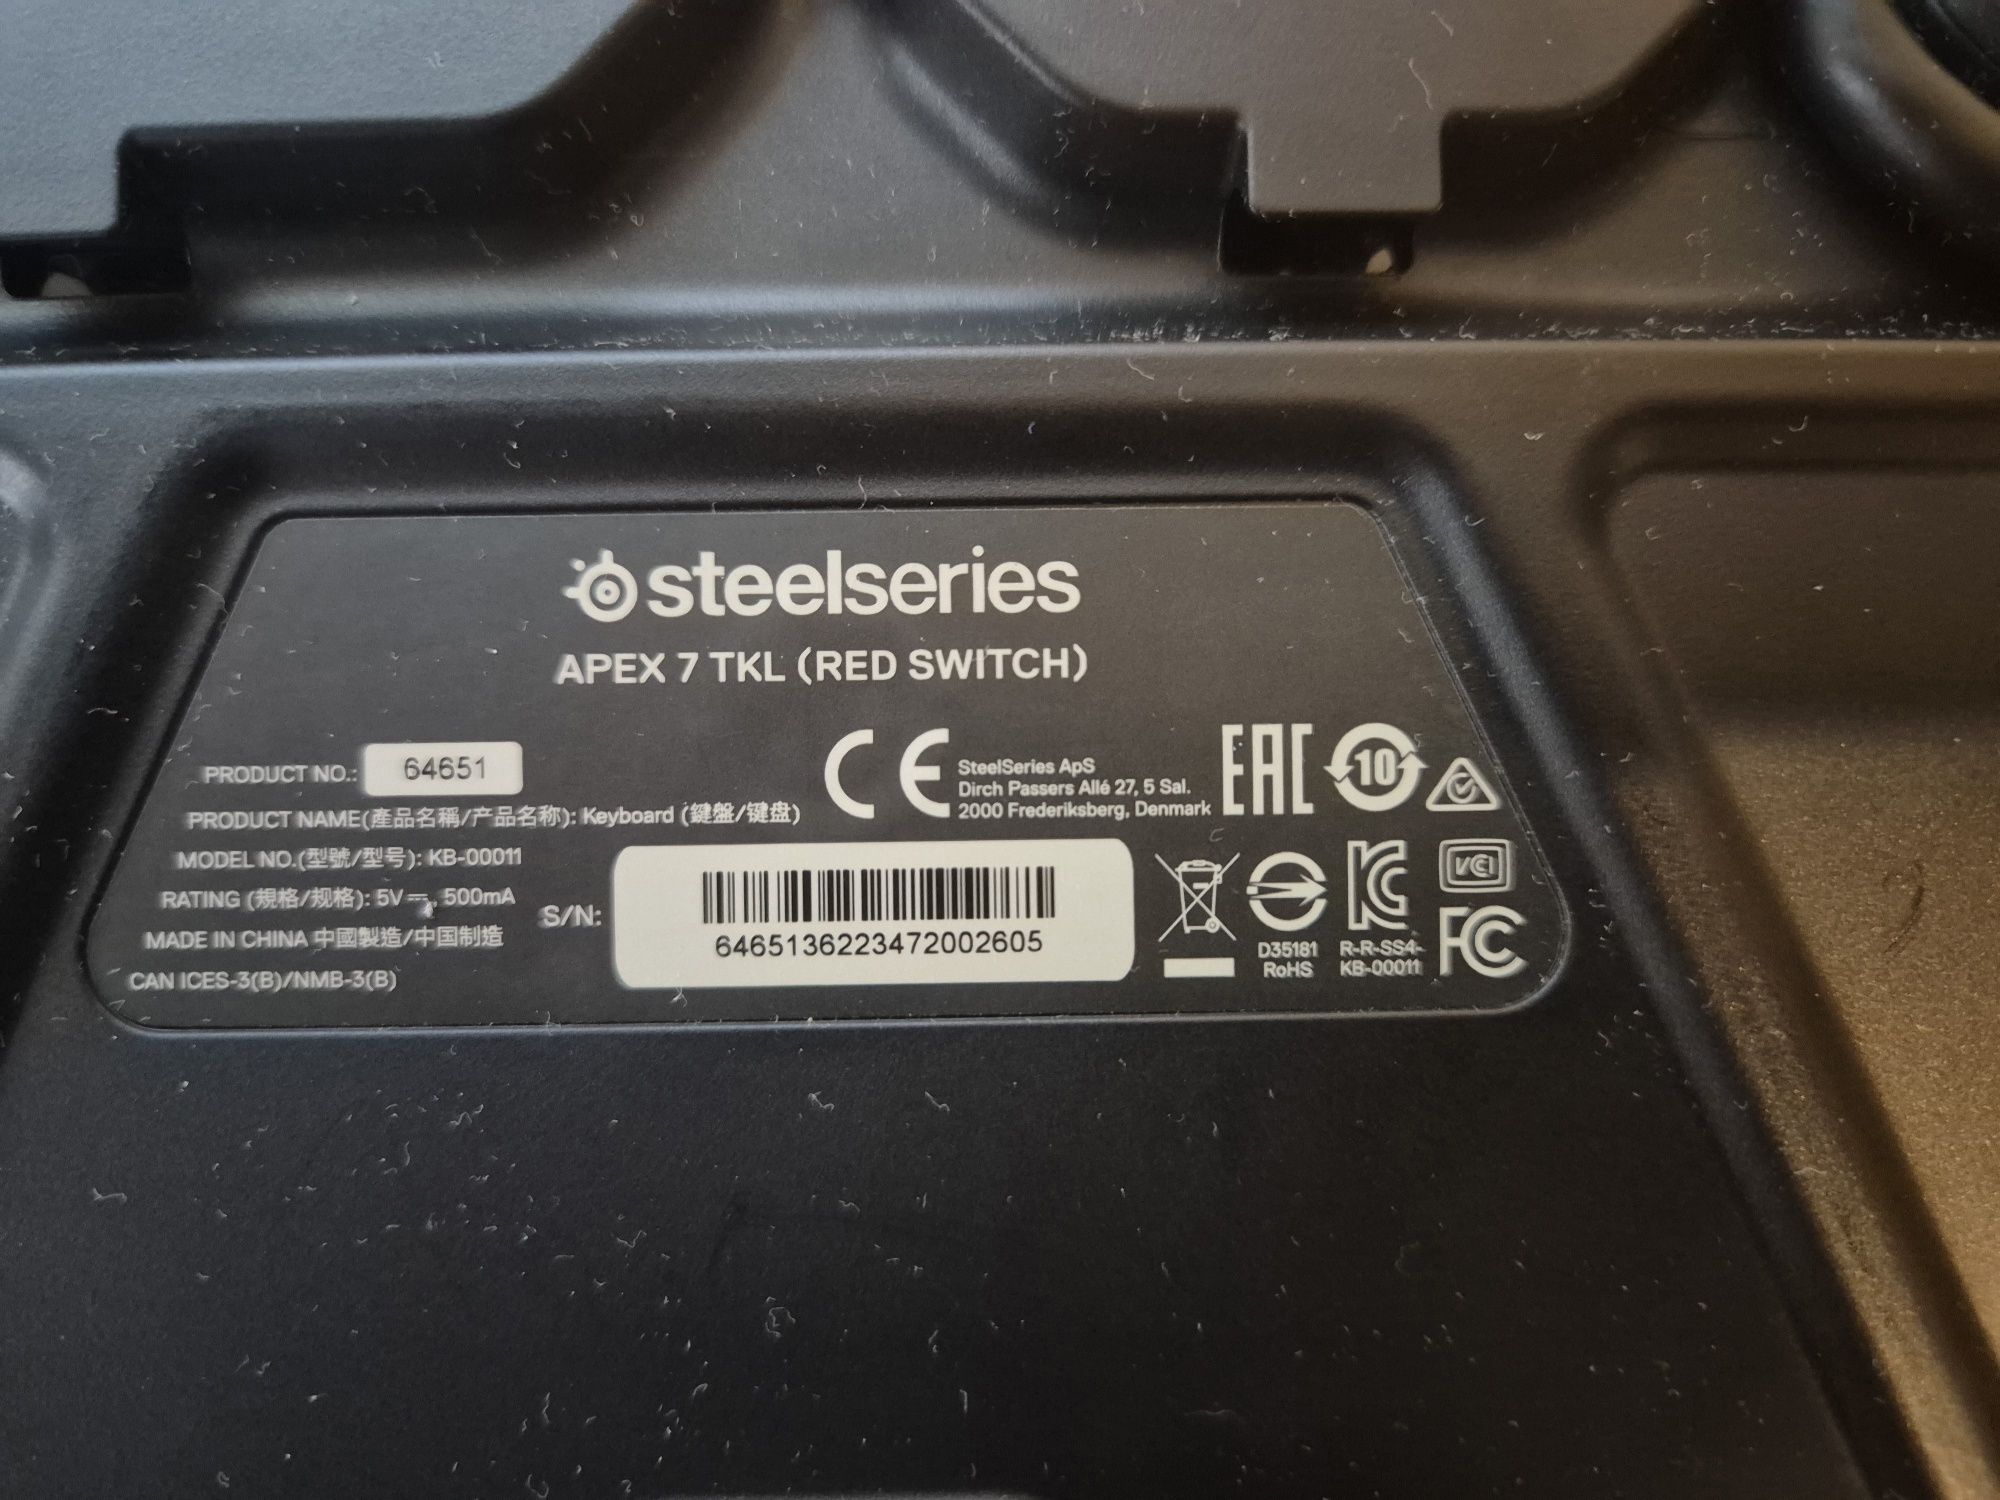 steelseries
APEX 7 TKL (RED SWITCH)
PRODUCT NO.: 64651
PRODUCT NAME(產品名稱/产品名称): Keyboard (鍵盤/键盘)
MODEL NO.(型號/型号): KB-00011
RATING (規格/规格): 5V⎓, 500mA
MADE IN CHINA 中國製造/中国制造
CAN ICES-3(B)/NMB-3(B)
CE
SteelSeries ApS
Dirch Passers Allé 27, 5 Sal.
2000 Frederiksberg, Denmark
EAC
10
S/N:
6465136223472002605
D35181
RoHS
KC
R-R-SS4-
KB-00011
VCI
FC